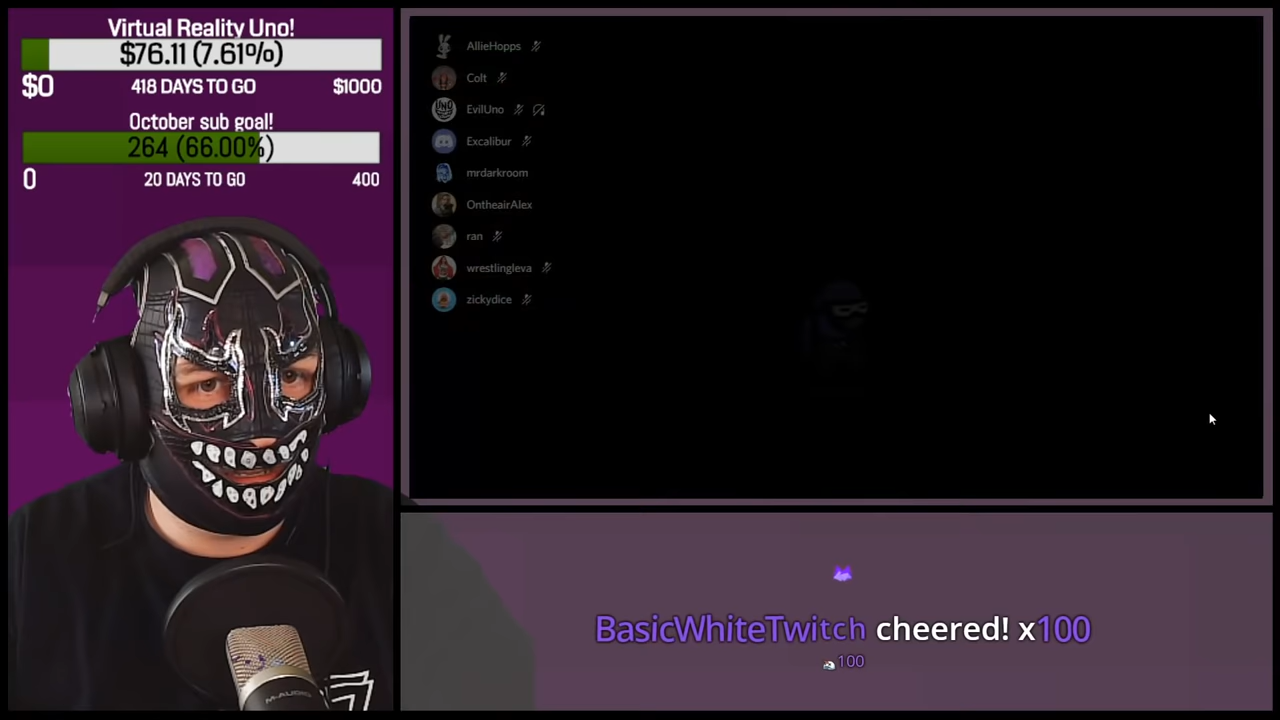 Virtual Reality Uno!
$76.11 (7.61%)
$0 418 DAYS TO GO $1000
October sub goal!
264 (66.00%)
0 20 DAYS TO GO 400
AllieHopps
Colt
EvilUno
Excalibur
mrdarkroom
OntheairAlex
ran
wrestlingleva
zickydice
BasicWhiteTwitch cheered! x100
100
M-AUDIO